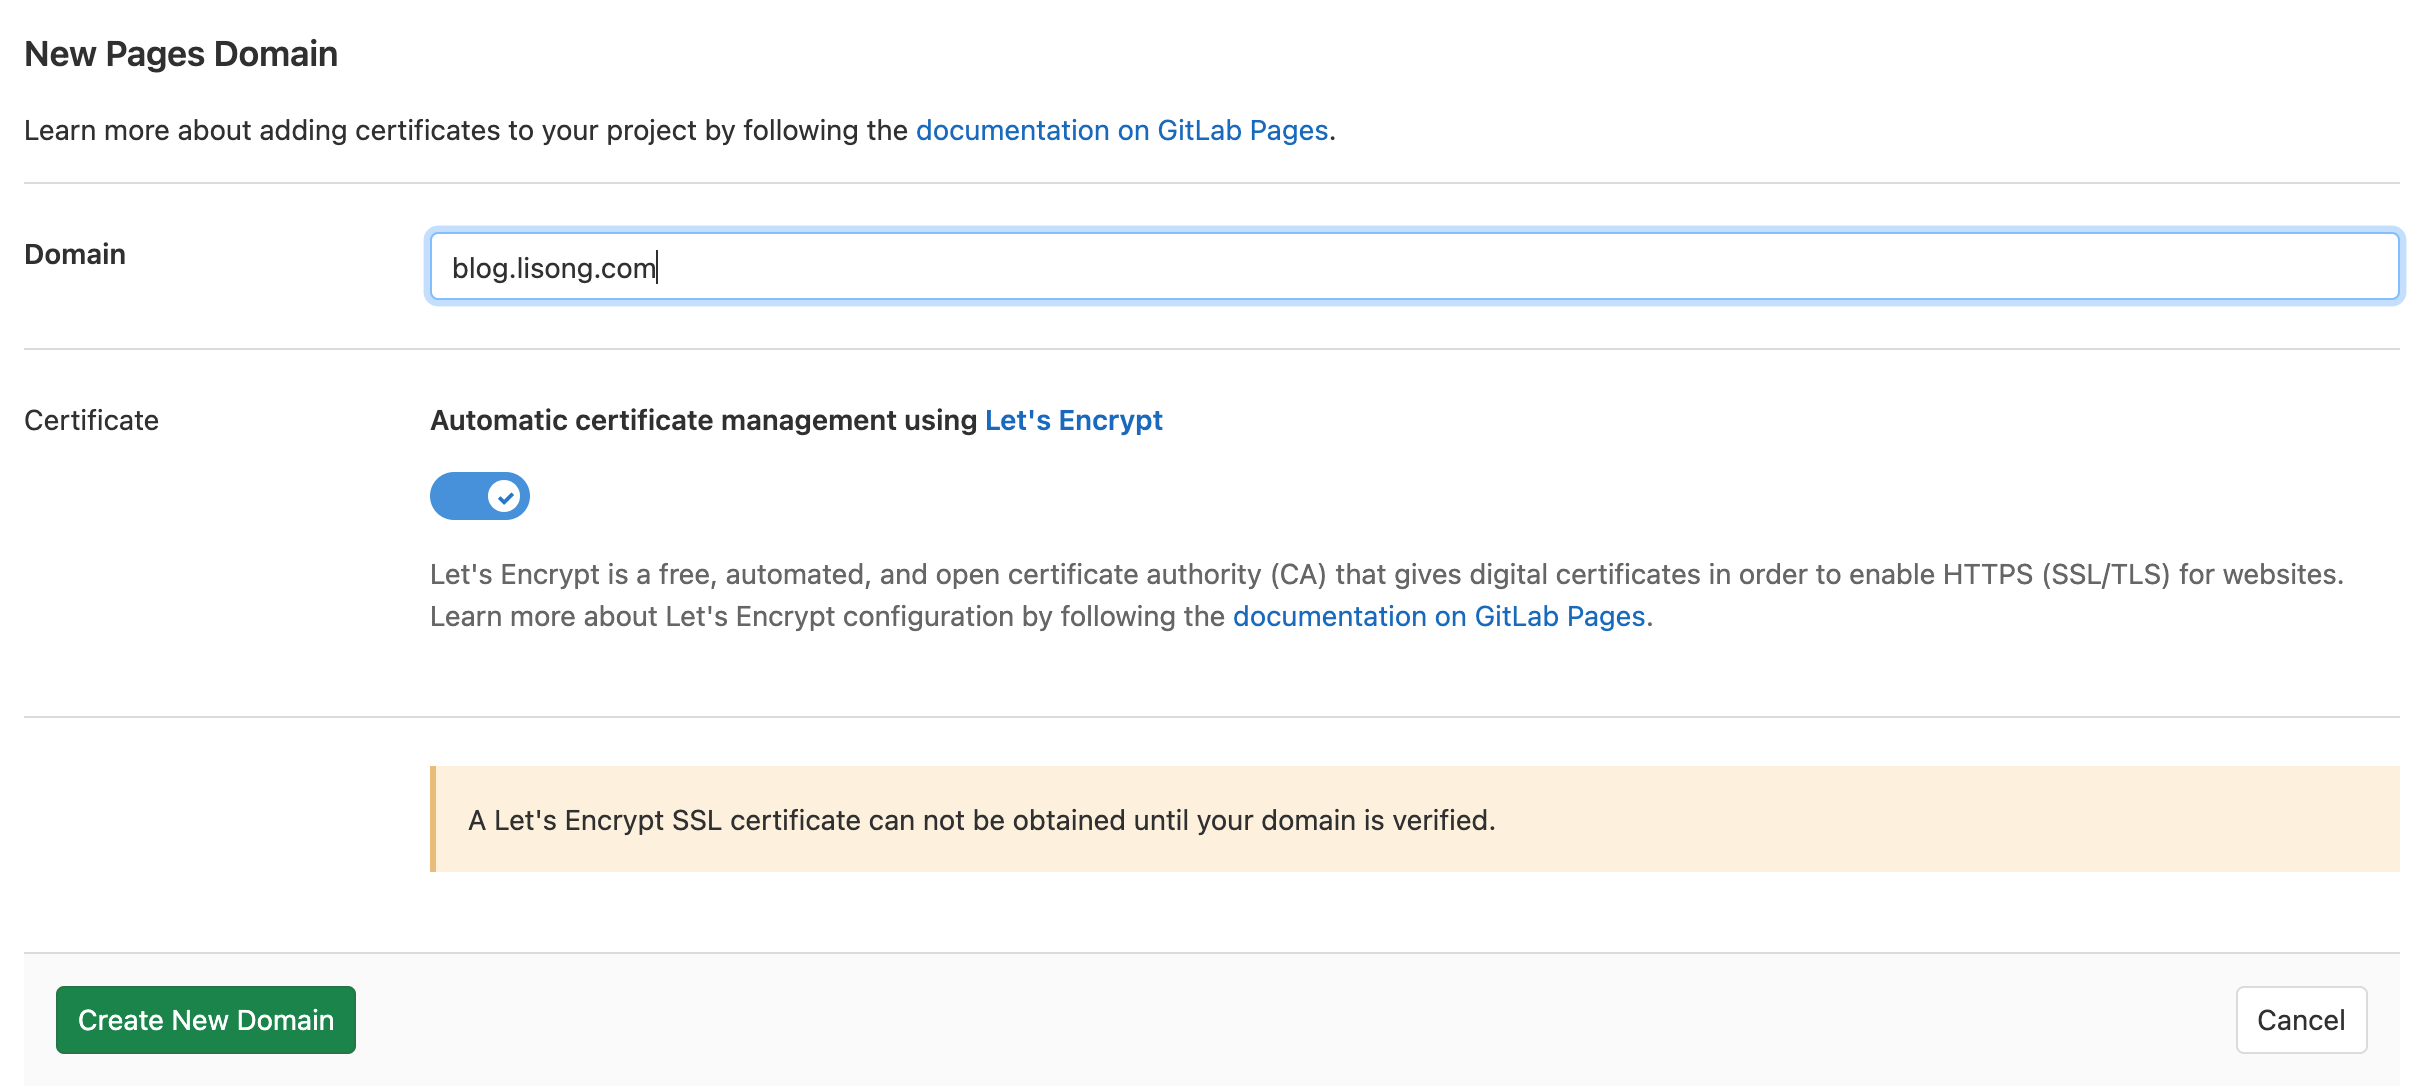 New Pages Domain
Learn more about adding certificates to your project by following the documentation on GitLab Pages.
Domain
blog.lisong.com
Certificate
Automatic certificate management using Let's Encrypt
Let's Encrypt is a free, automated, and open certificate authority (CA) that gives digital certificates in order to enable HTTPS (SSL/TLS) for websites.
Learn more about Let's Encrypt configuration by following the documentation on GitLab Pages.
A Let's Encrypt SSL certificate can not be obtained until your domain is verified.
Create New Domain
Cancel